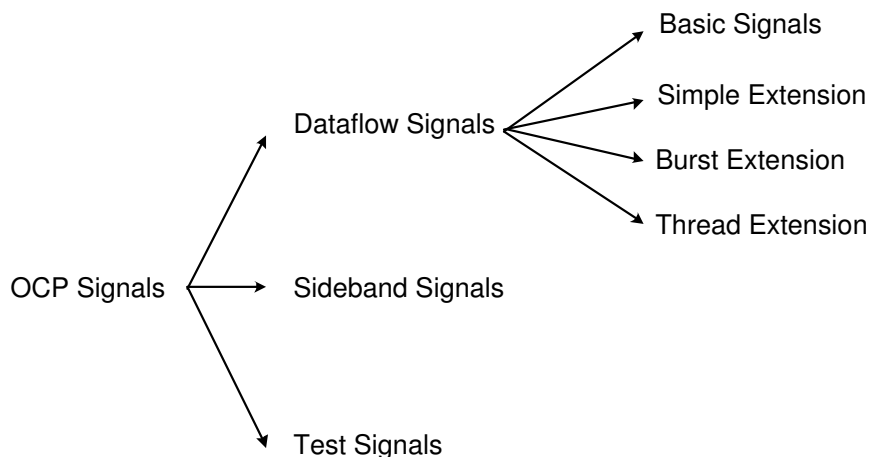 Basic Signals
Simple Extension
Dataflow Signals
Burst Extension
Thread Extension
OCP Signals
Sideband Signals
Test Signals